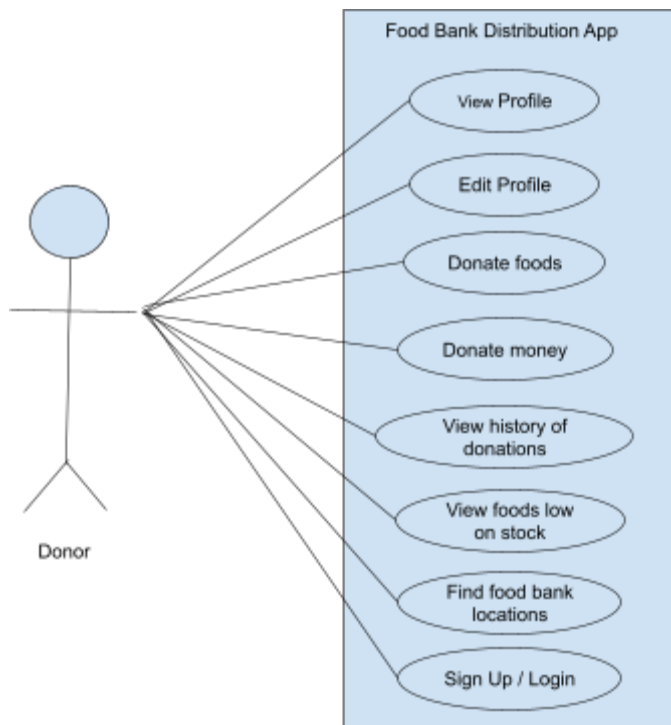 Food Bank Distribution App
View Profile
Edit Profile
Donate foods
Donate money
View history of
donations
View foods low
on stock
Find food bank
locations
Sign Up / Login
Donor